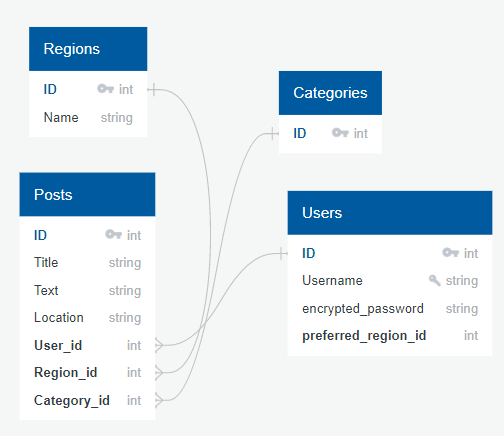 Regions
ID int
Name string
Categories
ID int
Posts
ID int
Title string
Text string
Location string
User_id int
Region_id int
Category_id int
Users
ID int
Username string
encrypted_password string
preferred_region_id int